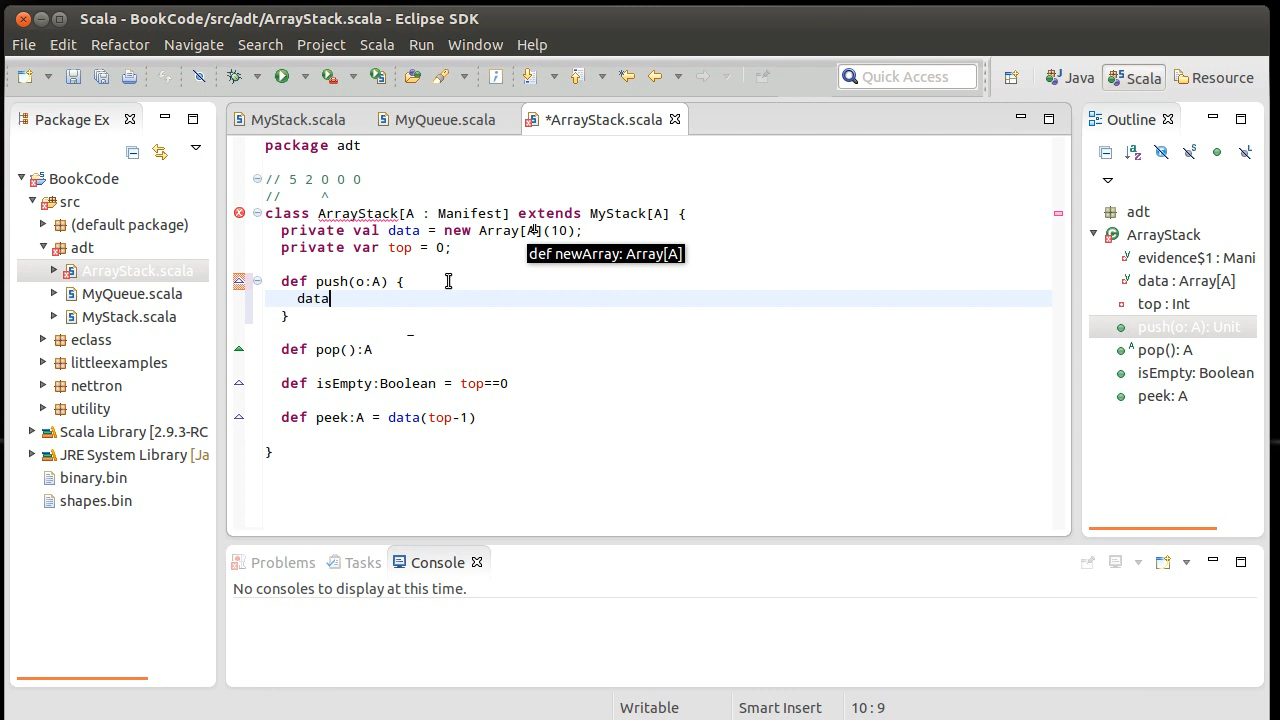 Scala - BookCode/src/adt/ArrayStack.scala - Eclipse SDK
File Edit Refactor Navigate Search Project Scala Run Window Help
Quick Access
Java
Scala
Resource
Package Ex
BookCode
src
(default package)
adt
ArrayStack.scala
MyQueue.scala
MyStack.scala
eclass
littleexamples
nettron
utility
Scala Library [2.9.3-RC
JRE System Library [Ja
binary.bin
shapes.bin
MyStack.scala
MyQueue.scala
*ArrayStack.scala
package adt
// 5 2 0 0 0
// ^
class ArrayStack[A : Manifest] extends MyStack[A] {
private val data = new Array[A](10);
private var top = 0;
def newArray: Array[A]
def push(o:A) {
data
}
def pop():A
def isEmpty:Boolean = top==0
def peek:A = data(top-1)
}
Outline
adt
ArrayStack
evidence$1 : Mani
data : Array[A]
top : Int
push(o: A): Unit
pop(): A
isEmpty: Boolean
peek: A
Problems
Tasks
Console
No consoles to display at this time.
Writable
Smart Insert
10 : 9